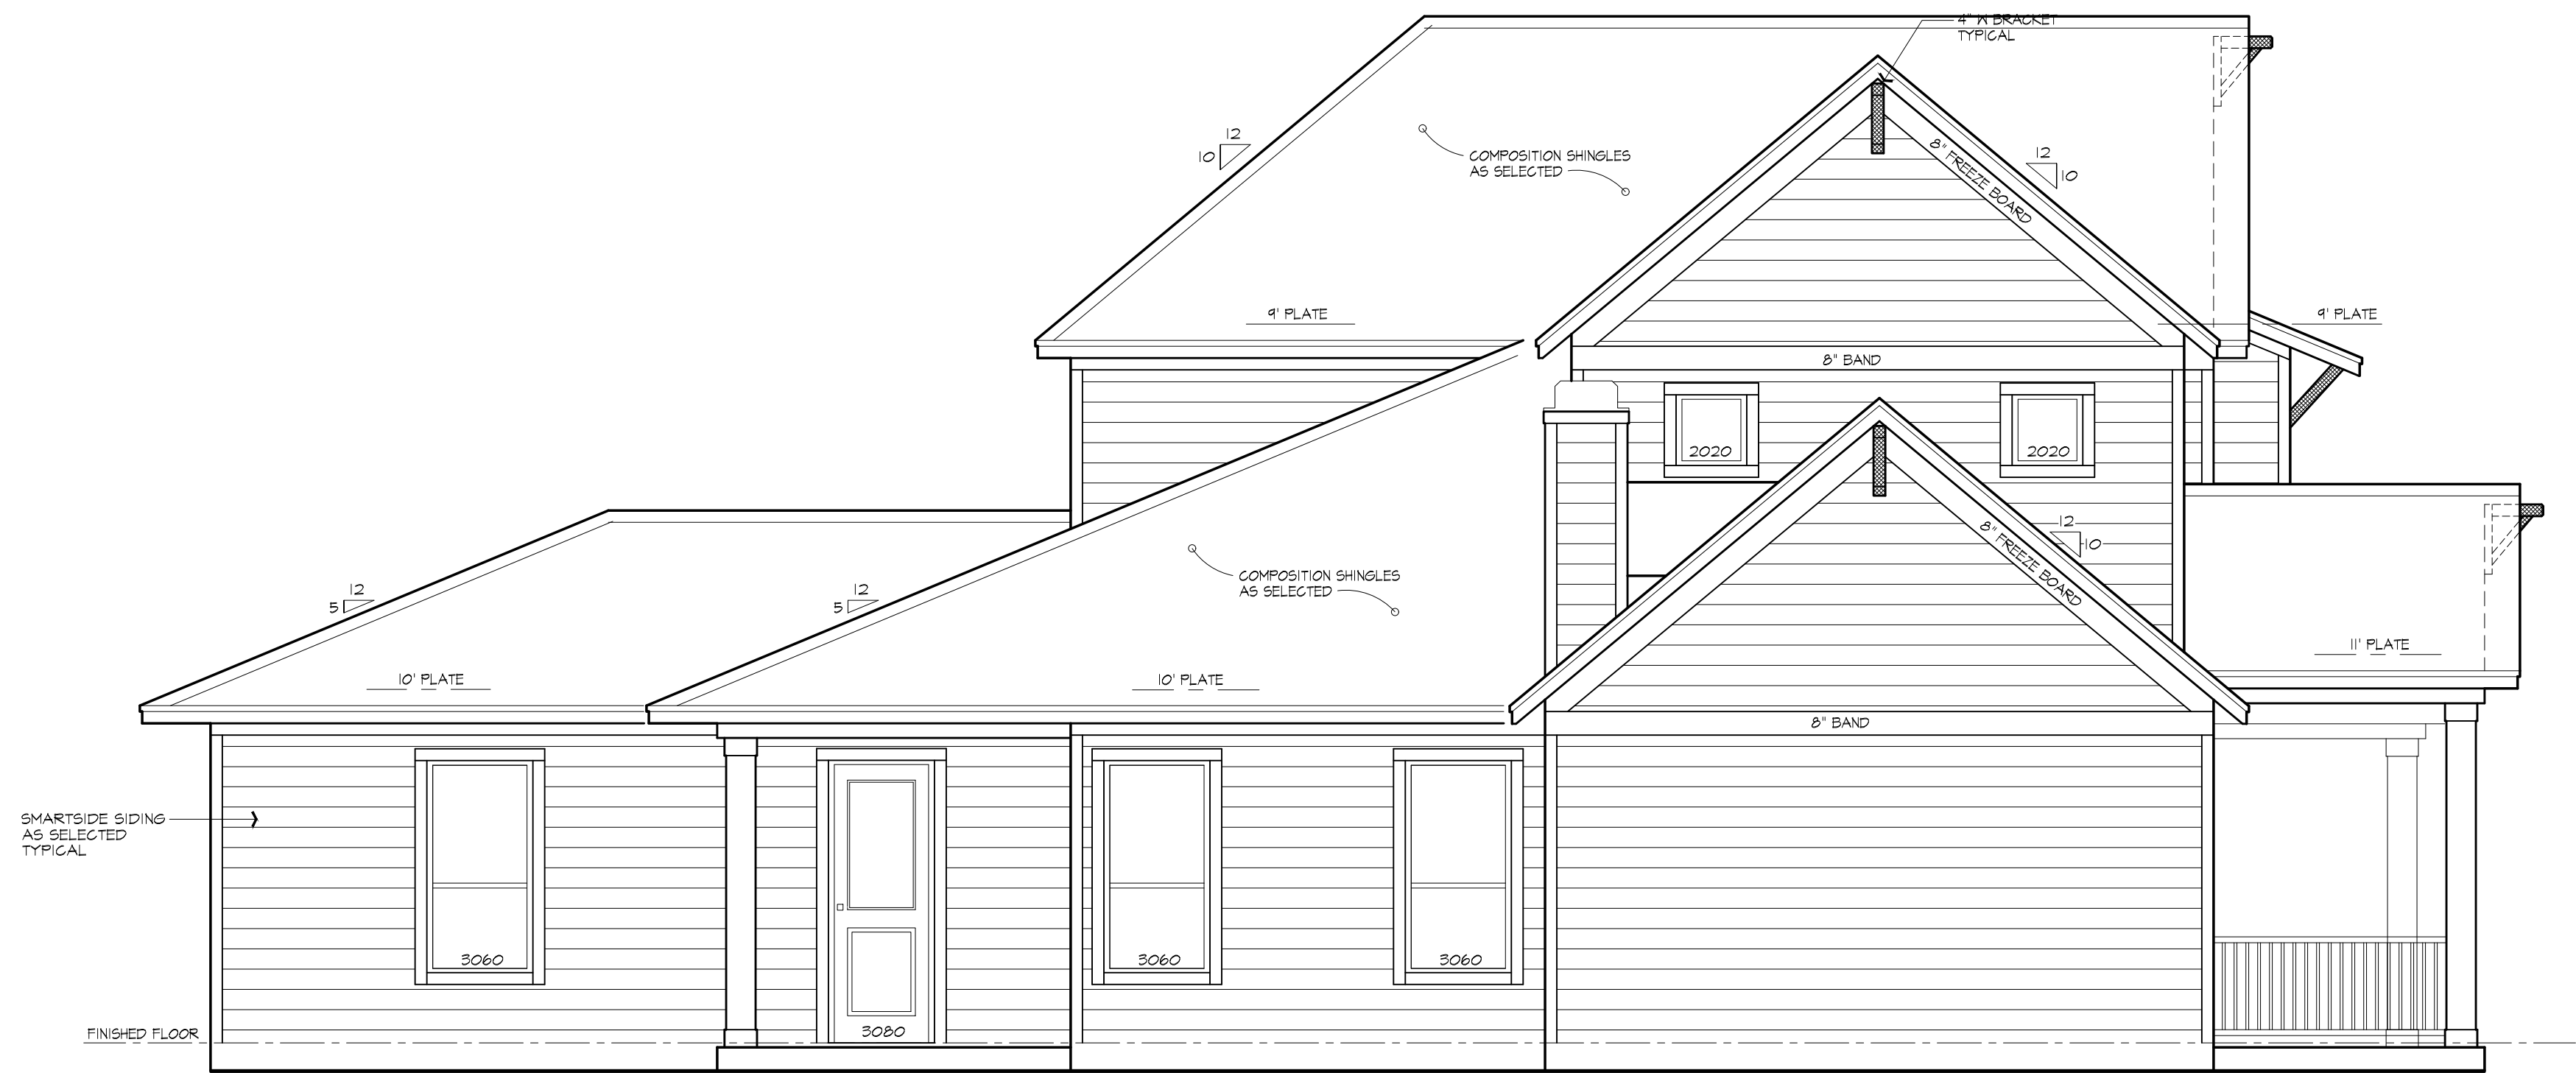 4" W BRACKET
TYPICAL
12
10
COMPOSITION SHINGLES
AS SELECTED
8" FREEZE BOARD
12
10
9' PLATE
9' PLATE
8" BAND
2020
2020
12
5
12
5
COMPOSITION SHINGLES
AS SELECTED
8" FREEZE BOARD
12
10
11' PLATE
10' PLATE
10' PLATE
8" BAND
SMARTSIDE SIDING
AS SELECTED
TYPICAL
3060
3060
3060
3080
FINISHED FLOOR